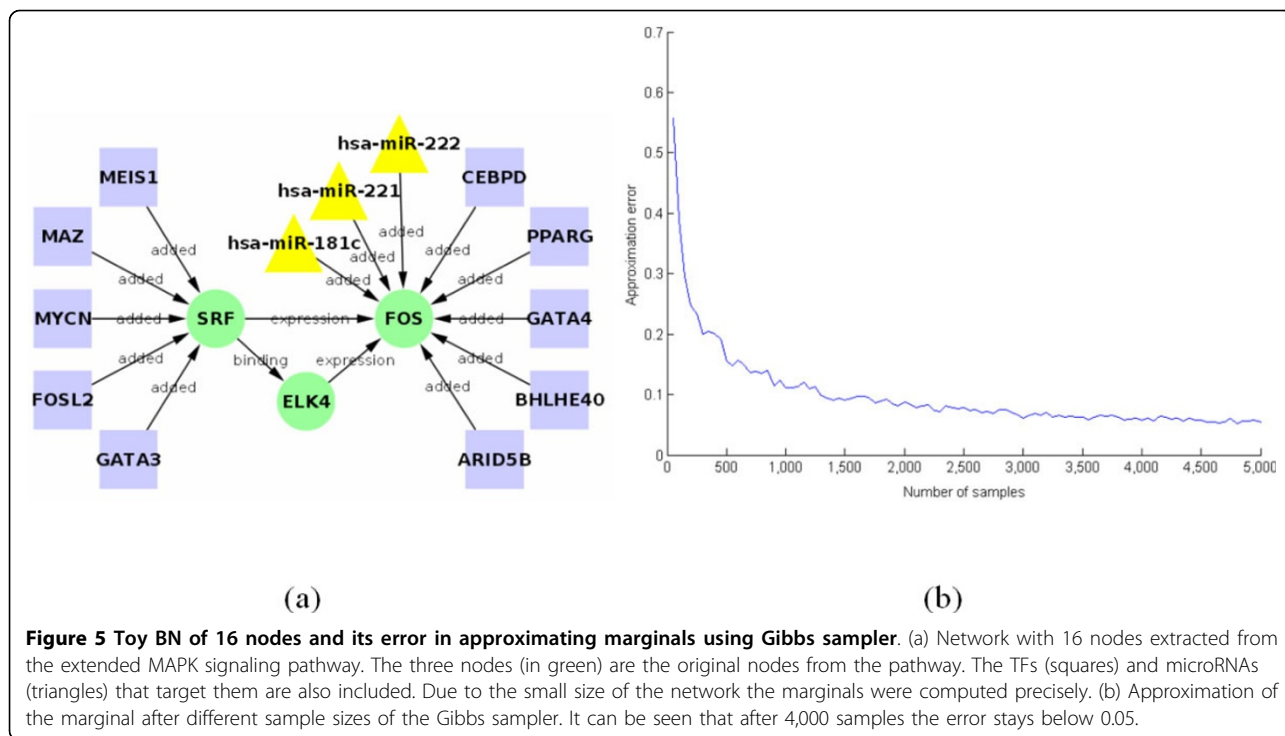 hsa-miR-222
MEIS1
CEBPD
hsa-miR-221
added
added
MAZ
hsa-miR-181c
added
added
PPARG
added
added
added
MYCN
added
SRF
expression
FOS
added
GATA4
binding
expression
added
added
added
FOSL2
added
ELK4
BHLHE40
GATA3
ARID5B
(a)
0.7
0.6
0.5
0.4
0.3
0.2
0.1
0
Approximation error
0
500
1,000
1,500
2,000
2,500
3,000
3,500
4,000
4,500
5,000
Number of samples
(b)
Figure 5 Toy BN of 16 nodes and its error in approximating marginals using Gibbs sampler. (a) Network with 16 nodes extracted from
the extended MAPK signaling pathway. The three nodes (in green) are the original nodes from the pathway. The TFs (squares) and microRNAs
(triangles) that target them are also included. Due to the small size of the network the marginals were computed precisely. (b) Approximation of
the marginal after different sample sizes of the Gibbs sampler. It can be seen that after 4,000 samples the error stays below 0.05.